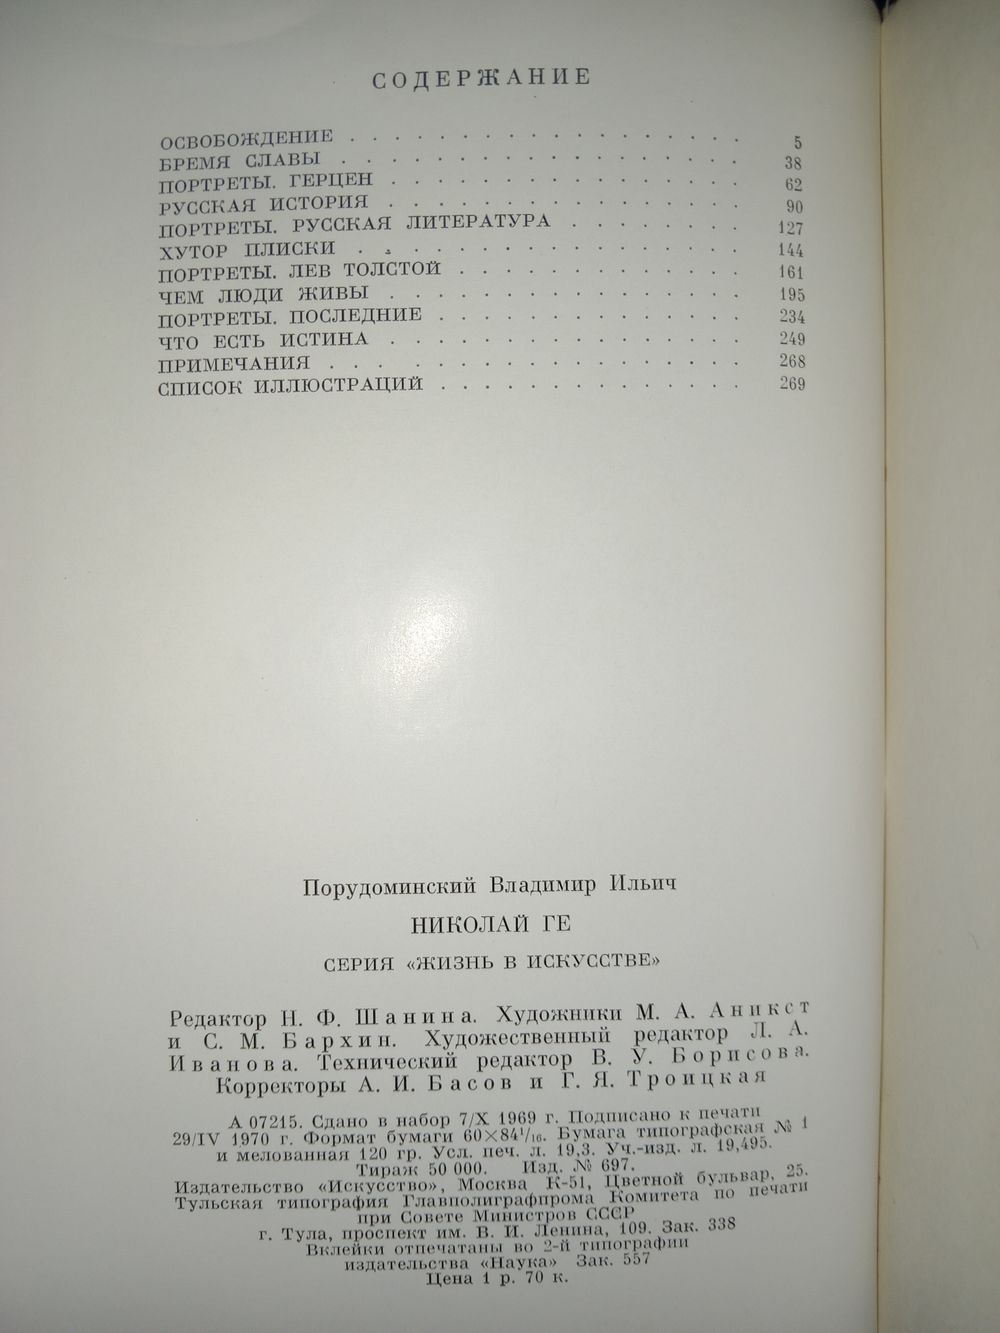 СОДЕРЖАНИЕ
ОСВОБОЖДЕНИЕ . . . . . . . . . . . . . . . . . . 5
БРЕМЯ СЛАВЫ . . . . . . . . . . . . . . . . . . 38
ПОРТРЕТЫ. ГЕРЦЕН . . . . . . . . . . . . . . . . 62
РУССКАЯ ИСТОРИЯ . . . . . . . . . . . . . . . . 90
ПОРТРЕТЫ. РУССКАЯ ЛИТЕРАТУРА . . . . . . . . 127
ХУТОР ПЛИСКИ . . . . . . . . . . . . . . . . . 144
ПОРТРЕТЫ. ЛЕВ ТОЛСТОЙ . . . . . . . . . . . . 161
ЧЕМ ЛЮДИ ЖИВЫ . . . . . . . . . . . . . . . . 195
ПОРТРЕТЫ. ПОСЛЕДНИЕ . . . . . . . . . . . . . 234
ЧТО ЕСТЬ ИСТИНА . . . . . . . . . . . . . . . . 249
ПРИМЕЧАНИЯ . . . . . . . . . . . . . . . . . . 268
СПИСОК ИЛЛЮСТРАЦИЙ . . . . . . . . . . . . . 269
Порудоминский Владимир Ильич
НИКОЛАЙ ГЕ
СЕРИЯ «ЖИЗНЬ В ИСКУССТВЕ»
Редактор Н. Ф. Шанина. Художники М. А. Аникст
и С. М. Бархин. Художественный редактор Л. А.
Иванова. Технический редактор В. У. Борисова.
Корректоры А. И. Басов и Г. Я. Троицкая
А 07215. Сдано в набор 7/X 1969 г. Подписано к печати
29/IV 1970 г. Формат бумаги 60×84¹/₁₆. Бумага типографская № 1
и мелованная 120 гр. Усл. печ. л. 19,3. Уч.-изд. л. 19,495.
Тираж 50 000. Изд. № 697.
Издательство «Искусство», Москва К-51, Цветной бульвар, 25.
Тульская типография Главполиграфпрома Комитета по печати
при Совете Министров СССР
г. Тула, проспект им. В. И. Ленина, 109. Зак. 338
Вклейки отпечатаны во 2-й типографии
издательства «Наука» Зак. 557
Цена 1 р. 70 к.